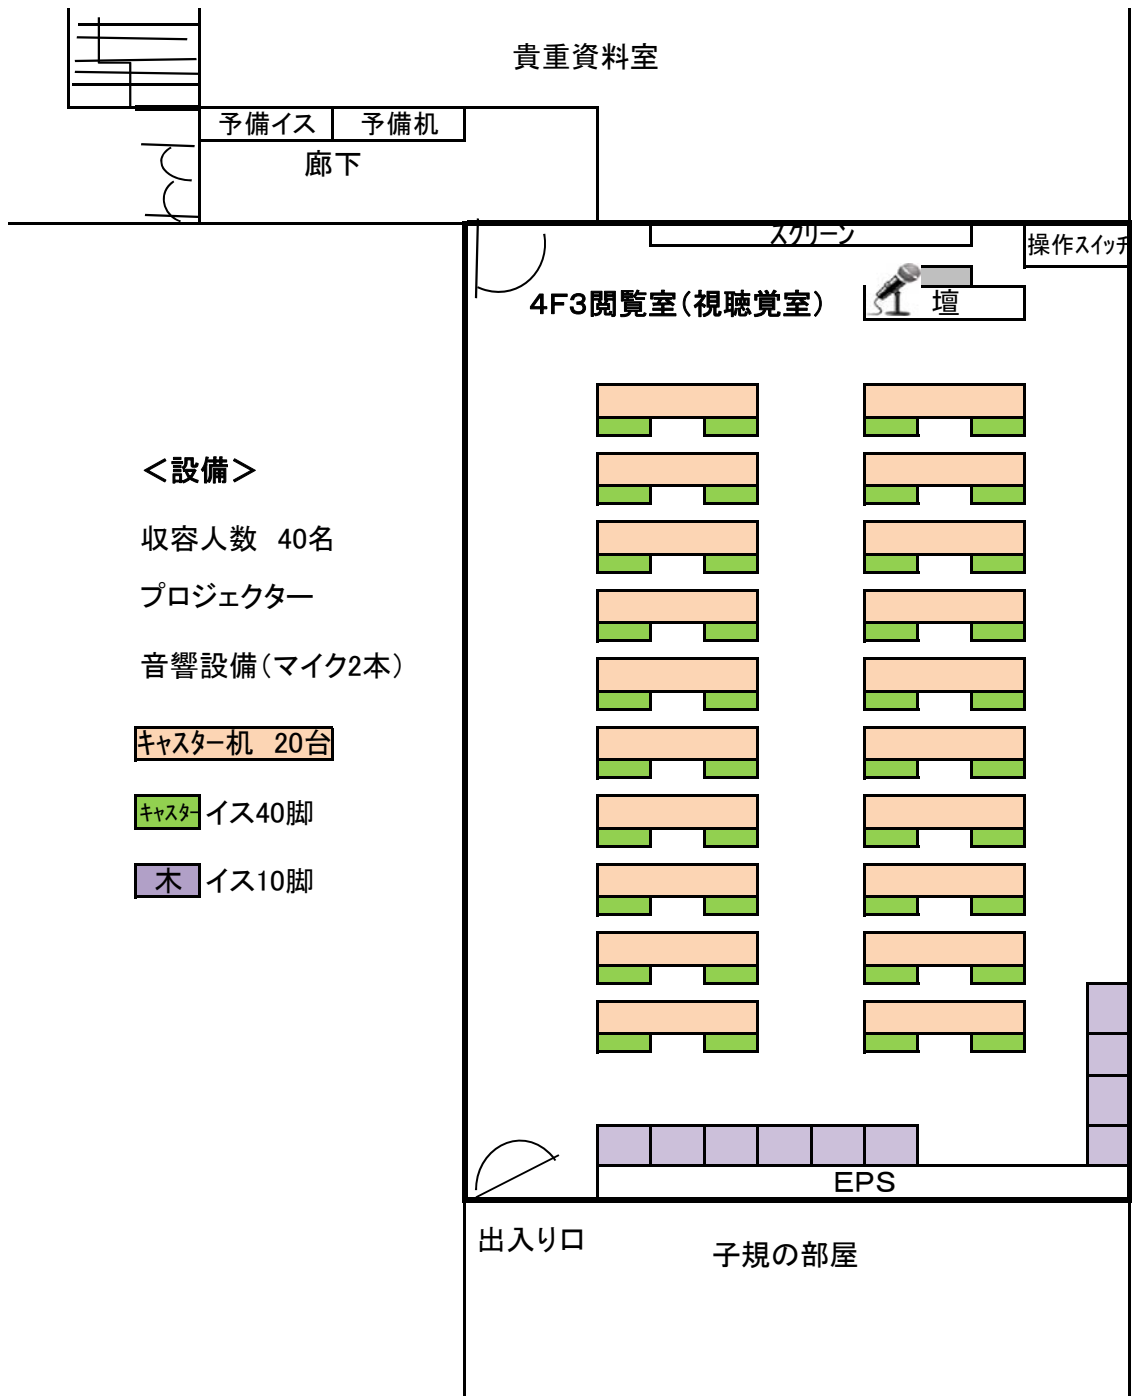 貴重資料室
予備イス
予備机
廊下
スクリーン
操作スイッチ
4F3閲覧室(視聴覚室)
壇
＜設備＞
収容人数　40名
プロジェクター
音響設備(マイク2本)
キャスター机　20台
キャスター イス40脚
木 イス10脚
EPS
出入り口
子規の部屋